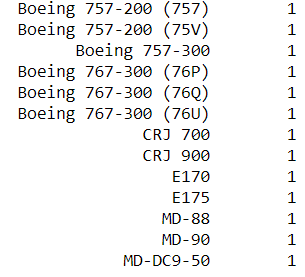 Boeing 757-200 (757) 1
Boeing 757-200 (75V) 1
Boeing 757-300 1
Boeing 767-300 (76P) 1
Boeing 767-300 (76Q) 1
Boeing 767-300 (76U) 1
CRJ 700 1
CRJ 900 1
E170 1
E175 1
MD-88 1
MD-90 1
MD-DC9-50 1